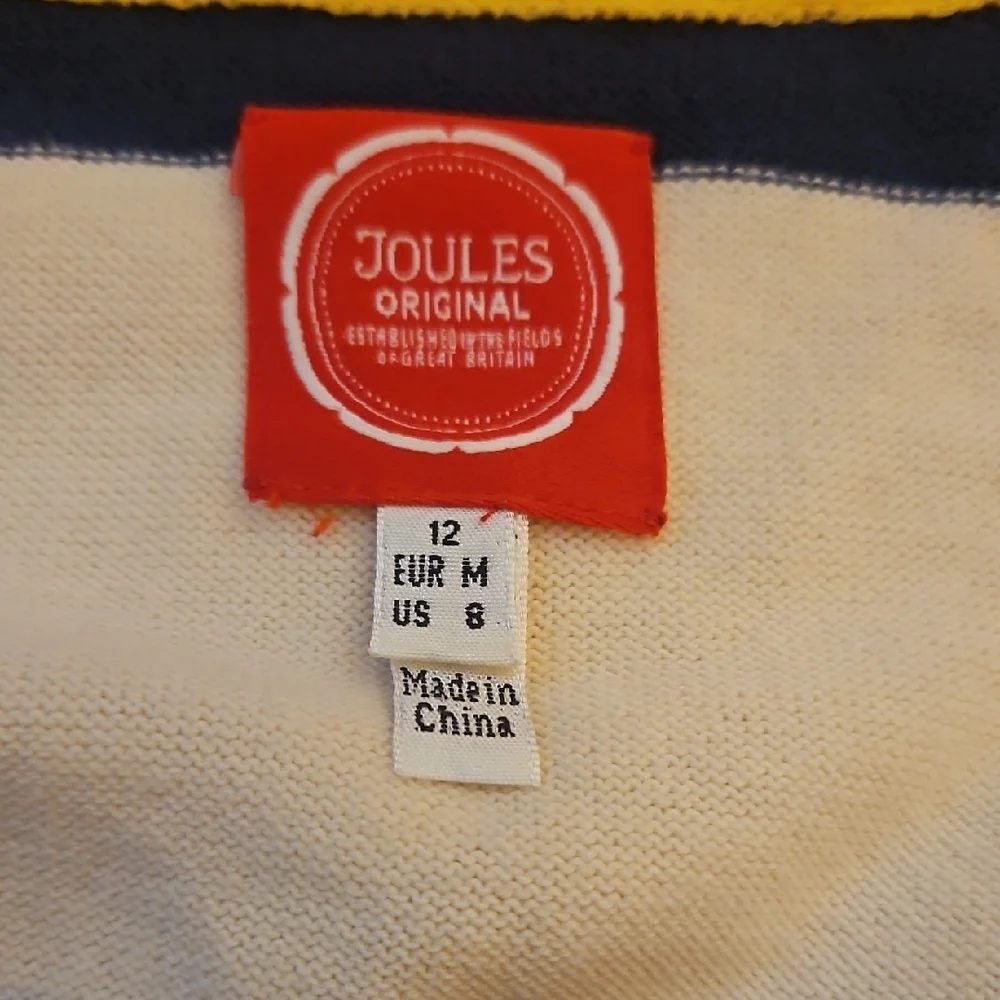 JOULES
ORIGINAL
ESTABLISHED IN THE FIELDS
OF GREAT BRITAIN
12
EUR M
US 8
Made in
China